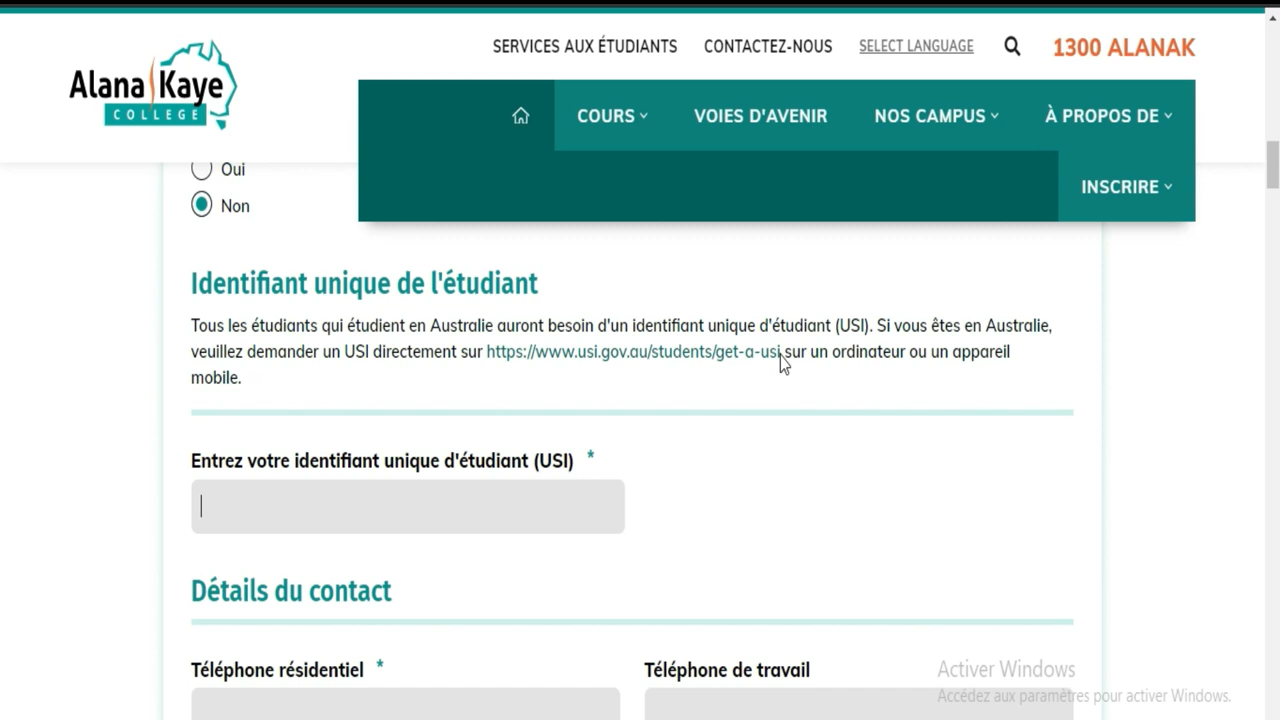 SERVICES AUX ÉTUDIANTS CONTACTEZ-NOUS SELECT LANGUAGE 1300 ALANAK
Alana Kaye
COLLEGE
COURS VOIES D'AVENIR NOS CAMPUS À PROPOS DE
INSCRIRE
Oui
Non
Identifiant unique de l'étudiant
Tous les étudiants qui étudient en Australie auront besoin d'un identifiant unique d'étudiant (USI). Si vous êtes en Australie,
veuillez demander un USI directement sur https://www.usi.gov.au/students/get-a-usi sur un ordinateur ou un appareil
mobile.
Entrez votre identifiant unique d'étudiant (USI) *
Détails du contact
Téléphone résidentiel * Téléphone de travail
Activer Windows
Accédez aux paramètres pour activer Windows.